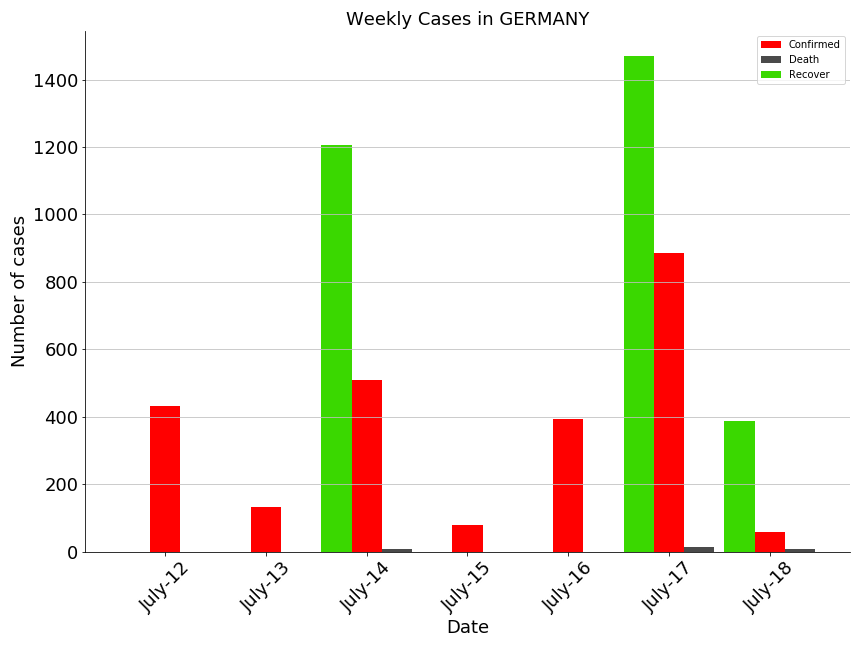 Weekly Cases in GERMANY
Confirmed
Death
Recover
Number of cases
1400
1200
1000
800
600
400
200
0
July-12
July-13
July-14
July-15
July-16
July-17
July-18
Date